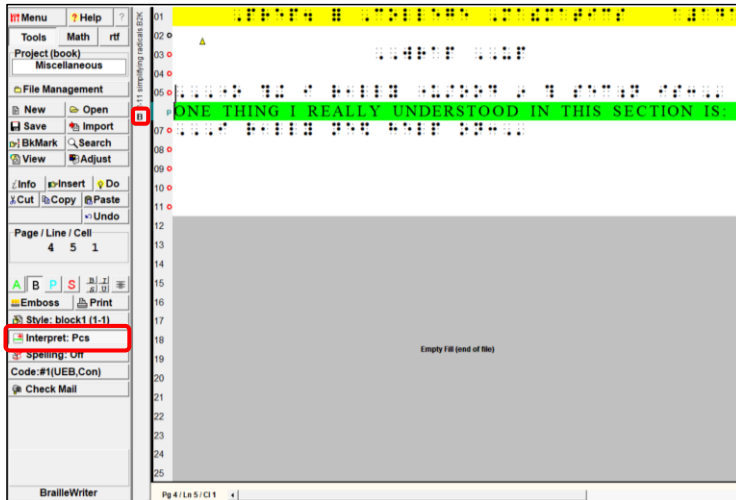 Menu ? Help ?
Tools Math rtf
Project (book)
Miscellaneous
File Management
New Open
Save Import
BkMark Search
View Adjust
Info Insert Do
Cut Copy Paste
Undo
Page / Line / Cell
4 5 1
A B P S
Emboss Print
Style: block1 (1-1)
Interpret: Pcs
Spelling: Off
Code:#1(UEB,Con)
Check Mail
BrailleWriter
-11 simplifying radicals B2K
B
01
02
03
04
05
P ONE THING I REALLY UNDERSTOOD IN THIS SECTION IS:
07
08
09
10
11
12
13
14
15
16
17
18
Empty Fill (end of file)
19
20
21
22
23
24
25
Pg 4 / Ln 5 / Cl 1